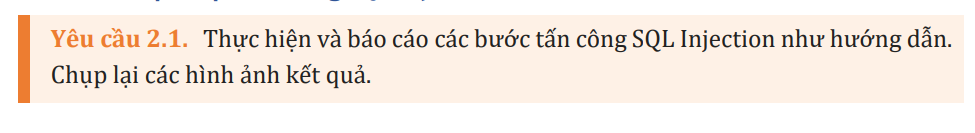 Yêu cầu 2.1. Thực hiện và báo cáo các bước tấn công SQL Injection như hướng dẫn.
Chụp lại các hình ảnh kết quả.